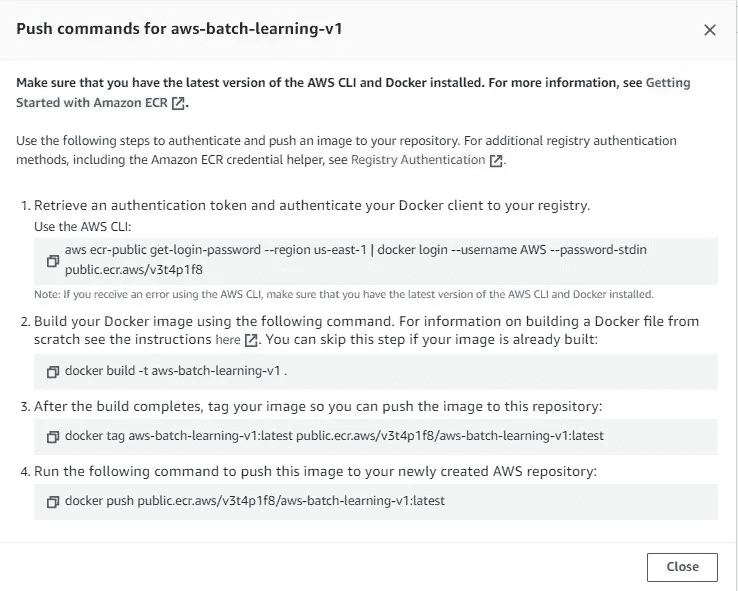 Push commands for aws-batch-learning-v1
Make sure that you have the latest version of the AWS CLI and Docker installed. For more information, see Getting
Started with Amazon ECR.
Use the following steps to authenticate and push an image to your repository. For additional registry authentication
methods, including the Amazon ECR credential helper, see Registry Authentication.
1. Retrieve an authentication token and authenticate your Docker client to your registry.
Use the AWS CLI:
aws ecr-public get-login-password --region us-east-1 | docker login --username AWS --password-stdin
public.ecr.aws/v3t4p1f8
Note: If you receive an error using the AWS CLI, make sure that you have the latest version of the AWS CLI and Docker installed.
2. Build your Docker image using the following command. For information on building a Docker file from
scratch see the instructions here. You can skip this step if your image is already built:
docker build -t aws-batch-learning-v1 .
3. After the build completes, tag your image so you can push the image to this repository:
docker tag aws-batch-learning-v1:latest public.ecr.aws/v3t4p1f8/aws-batch-learning-v1:latest
4. Run the following command to push this image to your newly created AWS repository:
docker push public.ecr.aws/v3t4p1f8/aws-batch-learning-v1:latest
Close